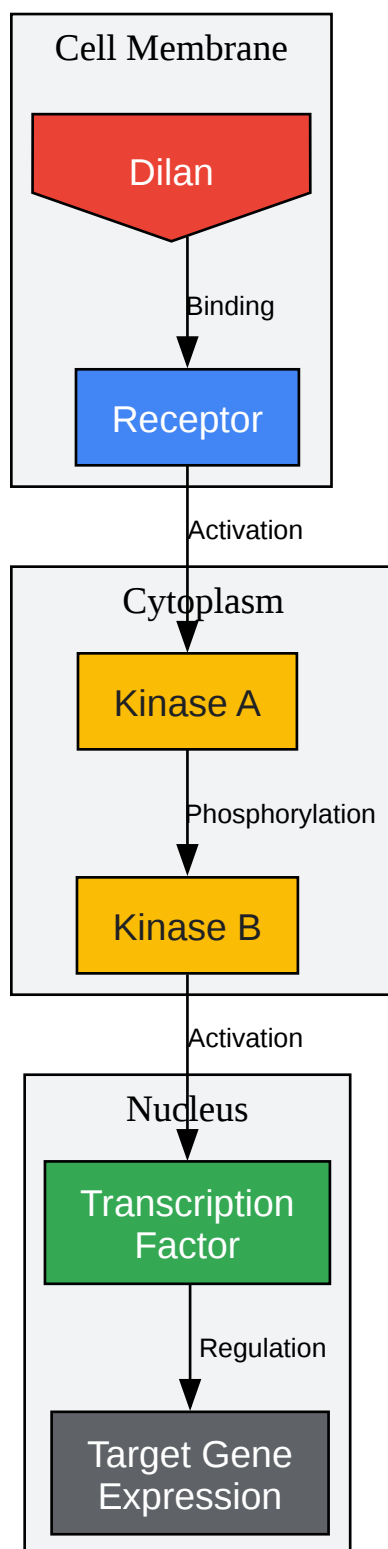 Cell Membrane
Dilan
Binding
Receptor
Activation
Cytoplasm
Kinase A
Phosphorylation
Kinase B
Activation
Nucleus
Transcription
Factor
Regulation
Target Gene
Expression